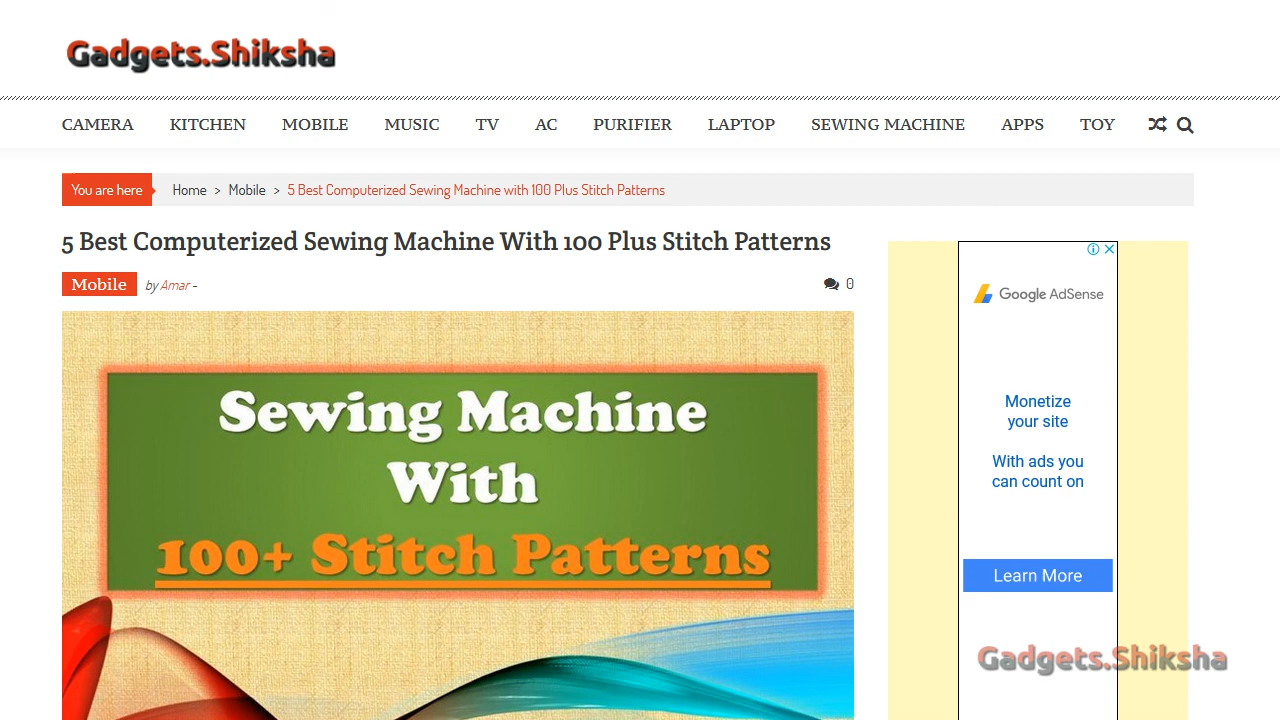 Gadgets.Shiksha
CAMERA KITCHEN MOBILE MUSIC TV AC PURIFIER LAPTOP SEWING MACHINE APPS TOY
You are here Home > Mobile > 5 Best Computerized Sewing Machine with 100 Plus Stitch Patterns
5 Best Computerized Sewing Machine With 100 Plus Stitch Patterns
Mobile by Amar - 0
Sewing Machine
With
100+ Stitch Patterns
Google AdSense
Monetize
your site
With ads you
can count on
Learn More
Gadgets.Shiksha